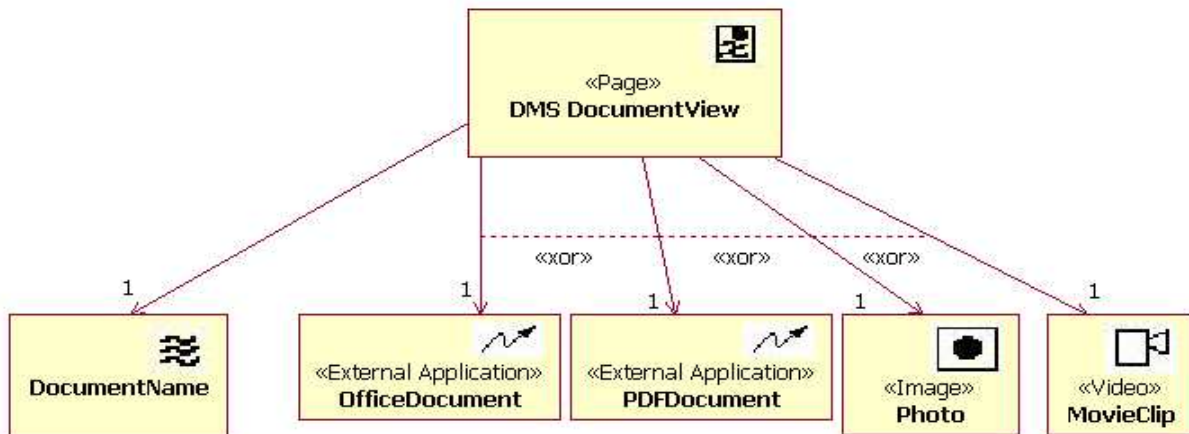 «Page»
DMS DocumentView
«xor» «xor» «xor»
1 1 1 1 1
DocumentName
«External Application»
OfficeDocument
«External Application»
PDFDocument
«Image»
Photo
«Video»
MovieClip